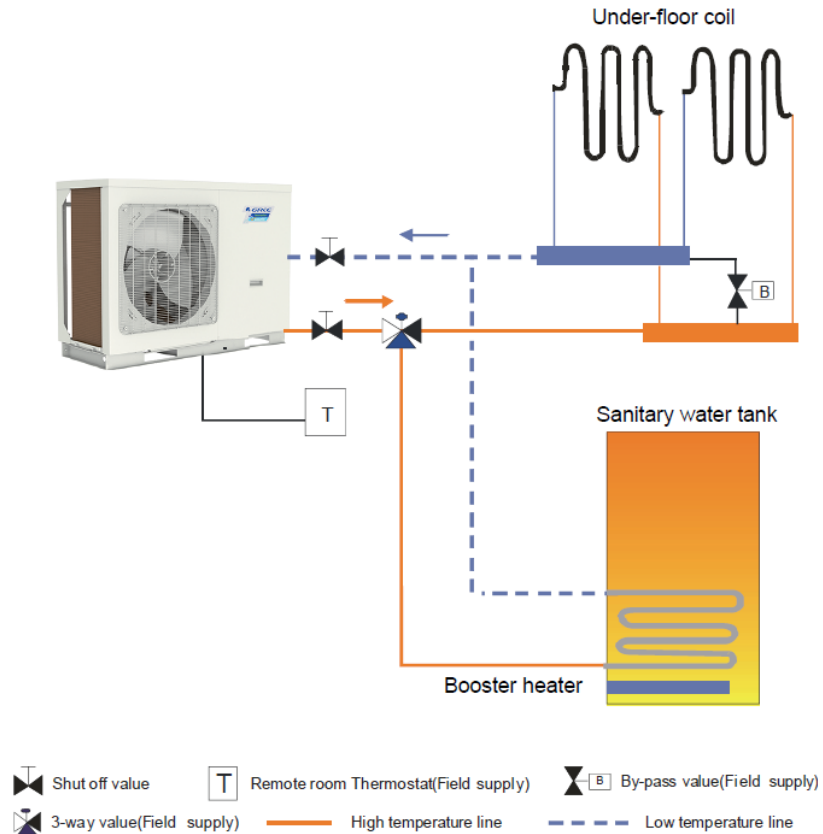 Under-floor coil
GREE
B
T
Sanitary water tank
Booster heater
Shut off value
T
Remote room Thermostat(Field supply)
B
By-pass value(Field supply)
3-way value(Field supply)
High temperature line
Low temperature line